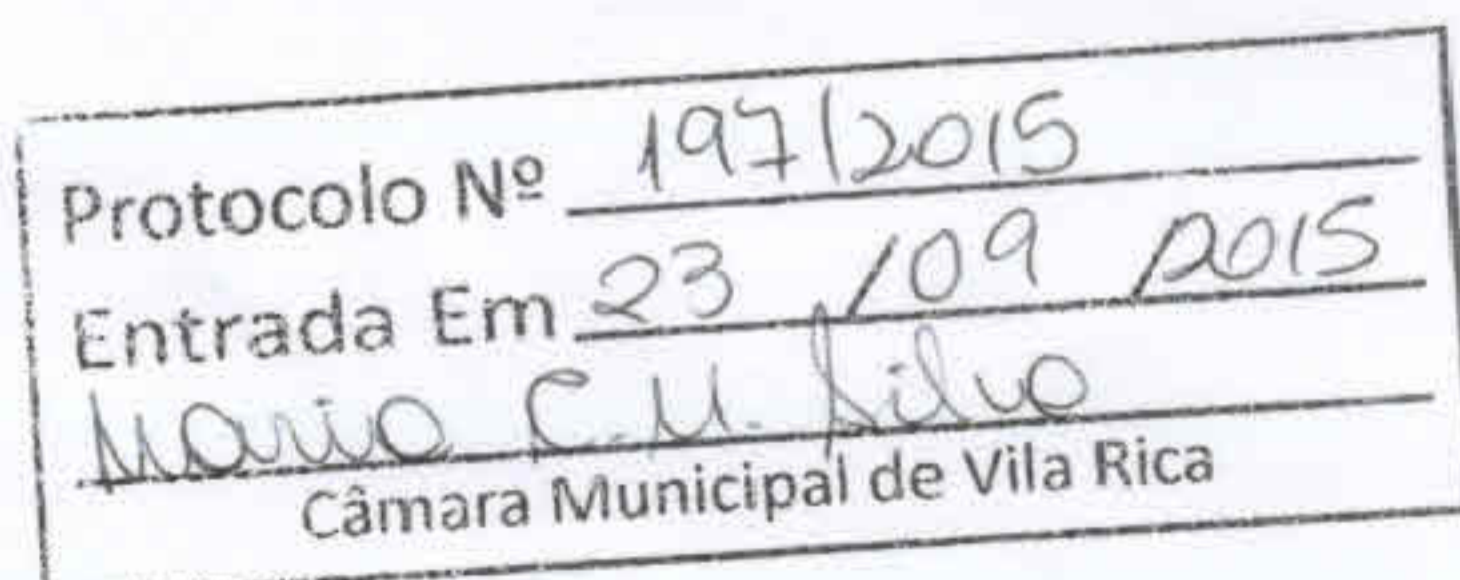 Protocolo Nº 197/2015
Entrada Em 23 /09 2015
Maria C. M. Silva
Câmara Municipal de Vila Rica